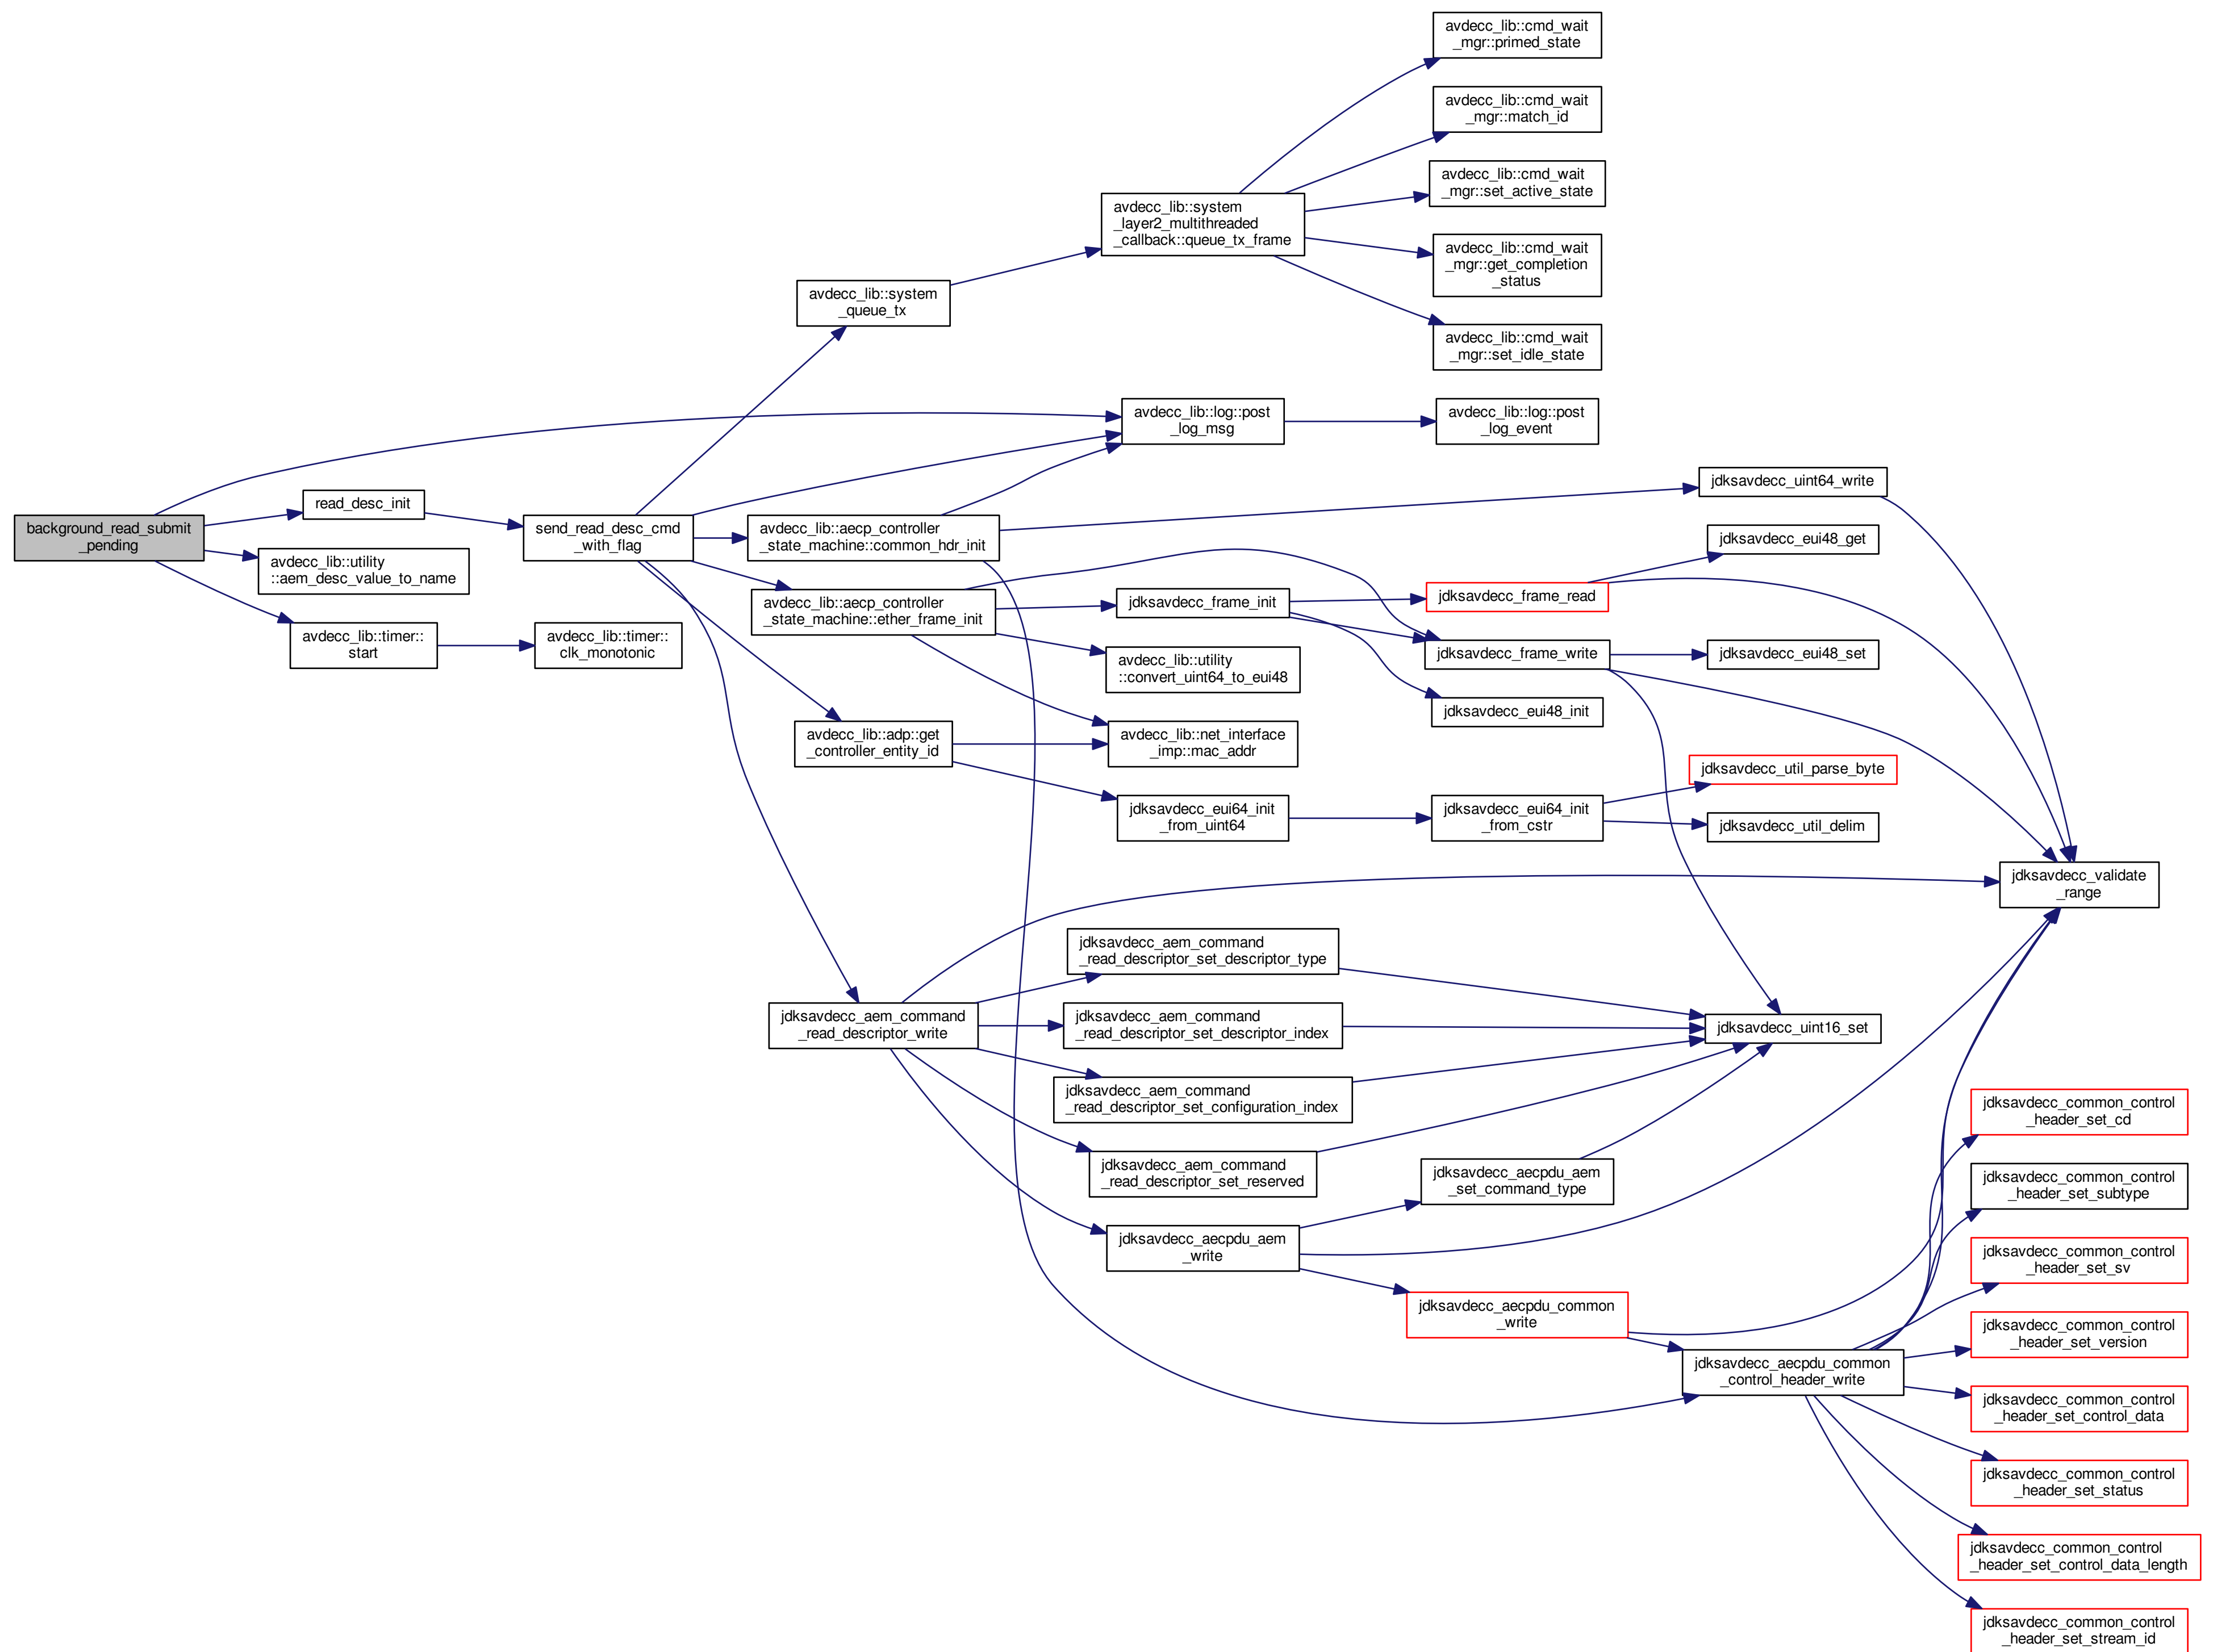 background_read_submit
_pending
read_desc_init
avdecc_lib::utility
::aem_desc_value_to_name
avdecc_lib::timer::
start
send_read_desc_cmd
_with_flag
avdecc_lib::timer::
clk_monotonic
avdecc_lib::system
_queue_tx
avdecc_lib::aecp_controller
_state_machine::common_hdr_init
avdecc_lib::aecp_controller
_state_machine::ether_frame_init
avdecc_lib::adp::get
_controller_entity_id
jdksavdecc_aem_command
_read_descriptor_write
avdecc_lib::system
_layer2_multithreaded
_callback::queue_tx_frame
avdecc_lib::log::post
_log_msg
jdksavdecc_frame_init
avdecc_lib::utility
::convert_uint64_to_eui48
avdecc_lib::net_interface
_imp::mac_addr
jdksavdecc_eui64_init
_from_uint64
jdksavdecc_aem_command
_read_descriptor_set_descriptor_type
jdksavdecc_aem_command
_read_descriptor_set_descriptor_index
jdksavdecc_aem_command
_read_descriptor_set_configuration_index
jdksavdecc_aem_command
_read_descriptor_set_reserved
jdksavdecc_aecpdu_aem
_write
avdecc_lib::cmd_wait
_mgr::primed_state
avdecc_lib::cmd_wait
_mgr::match_id
avdecc_lib::cmd_wait
_mgr::set_active_state
avdecc_lib::cmd_wait
_mgr::get_completion
_status
avdecc_lib::cmd_wait
_mgr::set_idle_state
avdecc_lib::log::post
_log_event
jdksavdecc_frame_read
jdksavdecc_frame_write
jdksavdecc_eui48_init
jdksavdecc_eui64_init
_from_cstr
jdksavdecc_aecpdu_aem
_set_command_type
jdksavdecc_aecpdu_common
_write
jdksavdecc_uint64_write
jdksavdecc_eui48_get
jdksavdecc_eui48_set
jdksavdecc_util_parse_byte
jdksavdecc_util_delim
jdksavdecc_uint16_set
jdksavdecc_aecpdu_common
_control_header_write
jdksavdecc_validate
_range
jdksavdecc_common_control
_header_set_cd
jdksavdecc_common_control
_header_set_subtype
jdksavdecc_common_control
_header_set_sv
jdksavdecc_common_control
_header_set_version
jdksavdecc_common_control
_header_set_control_data
jdksavdecc_common_control
_header_set_status
jdksavdecc_common_control
_header_set_control_data_length
jdksavdecc_common_control
_header_set_stream_id